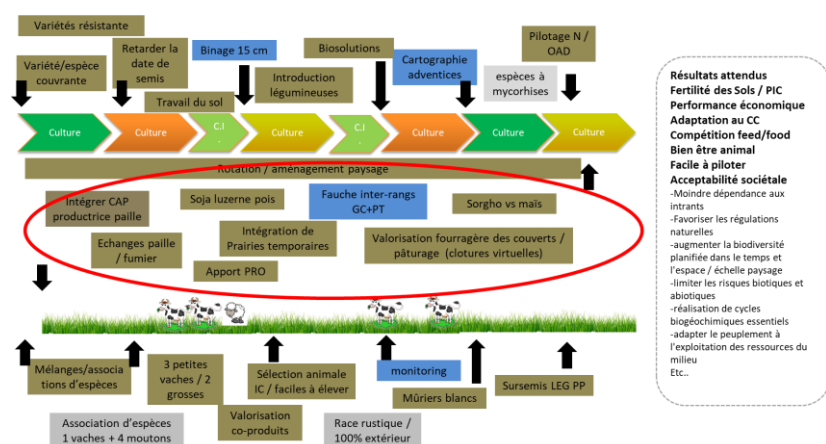 Variétés résistante
Variété/espèce
couvrante
Retarder la
date de
semis
Binage 15 cm
Travail du sol
Introduction
légumineuses
Biosolutions
Cartographie
adventices
espèces à
mycorhises
Pilotage N /
OAD
Culture
Culture
C.I
.
Culture
C.I
.
Culture
Culture
Culture
Rotation / aménagement paysage
Intégrer CAP
productrice paille
Soja luzerne pois
Fauche inter-rangs
GC+PT
Sorgho vs maïs
Echanges paille
/ fumier
Intégration de
Prairies temporaires
Valorisation fourragère des couverts /
pâturage (clotures virtuelles)
Apport PRO
Mélanges/associa
tions d'espèces
3 petites
vaches / 2
grosses
Sélection animale
IC / faciles à élever
monitoring
Mûriers blancs
Sursemis LEG PP
Association d'espèces
1 vaches + 4 moutons
Valorisation
co-produits
Race rustique /
100% extérieur
Résultats attendus
Fertilité des Sols / PIC
Performance économique
Adaptation au CC
Compétition feed/food
Bien être animal
Facile à piloter
Acceptabilité sociétale
-Moindre dépendance aux
intrants
-Favoriser les régulations
naturelles
-augmenter la biodiversité
planifiée dans le temps et
l'espace / échelle paysage
-limiter les risques biotiques et
abiotiques
-réalisation de cycles
biogéochimiques essentiels
-adapter le peuplement à
l'exploitation des ressources du
milieu
Etc..